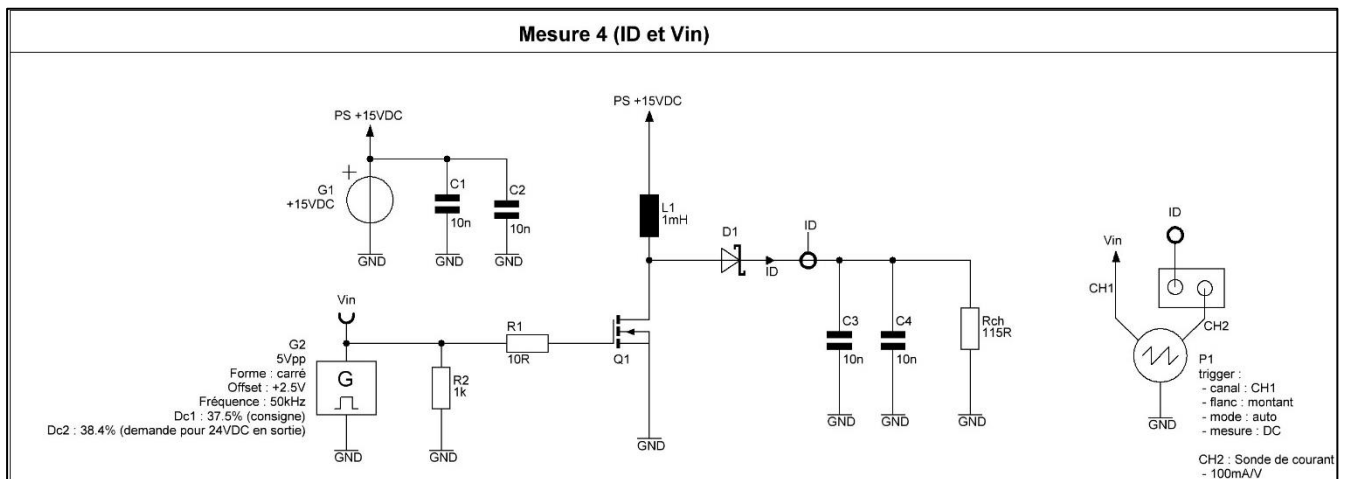 Mesure 4 (ID et Vin)
PS +15VDC
PS +15VDC
G1
+15VDC
+
C1
10n
C2
10n
GND
GND
GND
L1
1mH
D1
ID
ID
Vin
G2
5Vpp
Forme : carré
Offset : +2.5V
Fréquence : 50kHz
Dc1 : 37.5% (consigne)
Dc2 : 38.4% (demande pour 24VDC en sortie)
G
GND
R2
1k
GND
R1
10R
Q1
GND
C3
10n
GND
C4
10n
GND
Rch
115R
GND
Vin
ID
CH1
CH2
P1
trigger :
- canal : CH1
- flanc : montant
- mode : auto
- mesure : DC
GND
CH2 : Sonde de courant
- 100mA/V